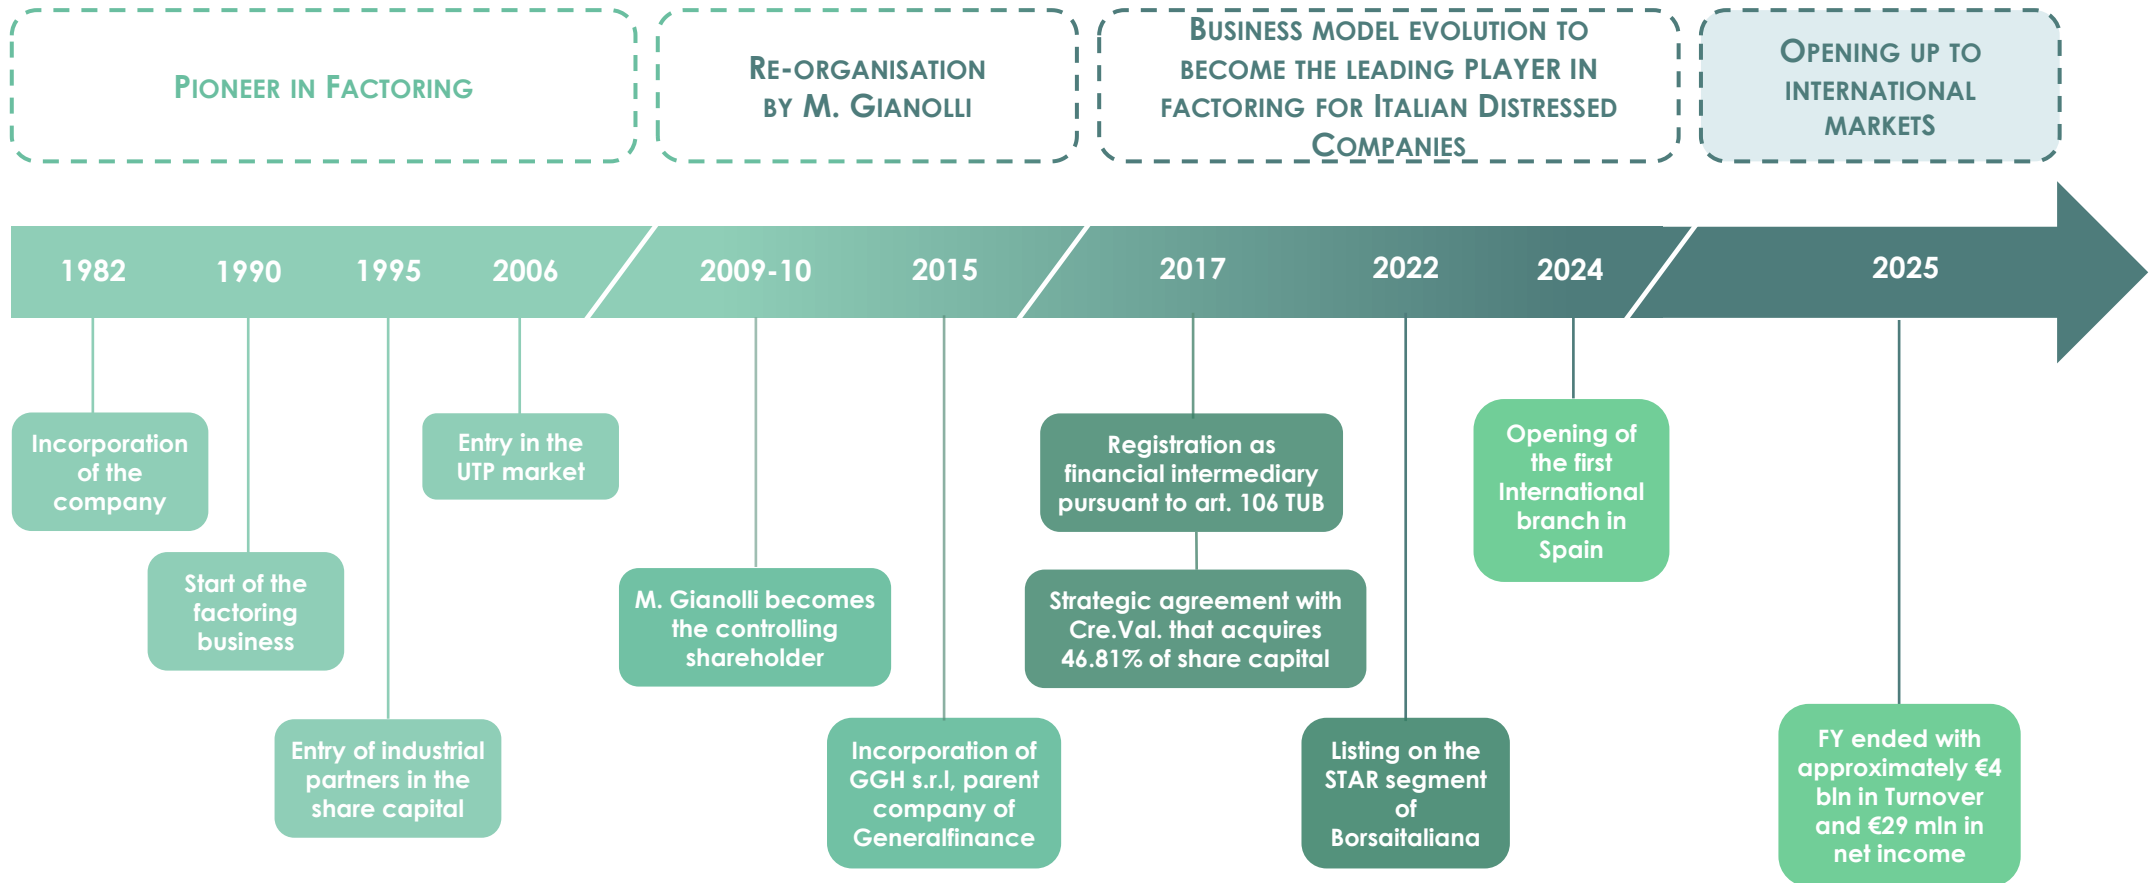 PIONEER IN FACTORING
RE-ORGANISATION
BY M. GIANOLLI
BUSINESS MODEL EVOLUTION TO
BECOME THE LEADING PLAYER IN
FACTORING FOR ITALIAN DISTRESSED
COMPANIES
OPENING UP TO
INTERNATIONAL
MARKETS
1982
1990
1995
2006
2009-10
2015
2017
2022
2024
2025
Incorporation
of the
company
Start of the
factoring
business
Entry of industrial
partners in the
share capital
Entry in the
UTP market
M. Gianolli becomes
the controlling
shareholder
Incorporation of
GGH s.r.l, parent
company of
Generalfinance
Registration as
financial intermediary
pursuant to art. 106 TUB
Strategic agreement with
Cre.Val. that acquires
46.81% of share capital
Listing on the
STAR segment
of
Borsaitaliana
Opening of
the first
International
branch in
Spain
FY ended with
approximately €4
bln in Turnover
and €29 mln in
net income